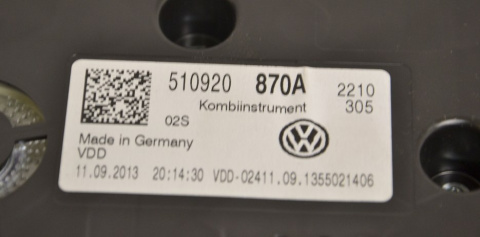 510920 870A 2210
Kombiinstrument 305
02S
Made in Germany
VDD
11.09.2013 20:14:30 VDD-02411.09.1355021406